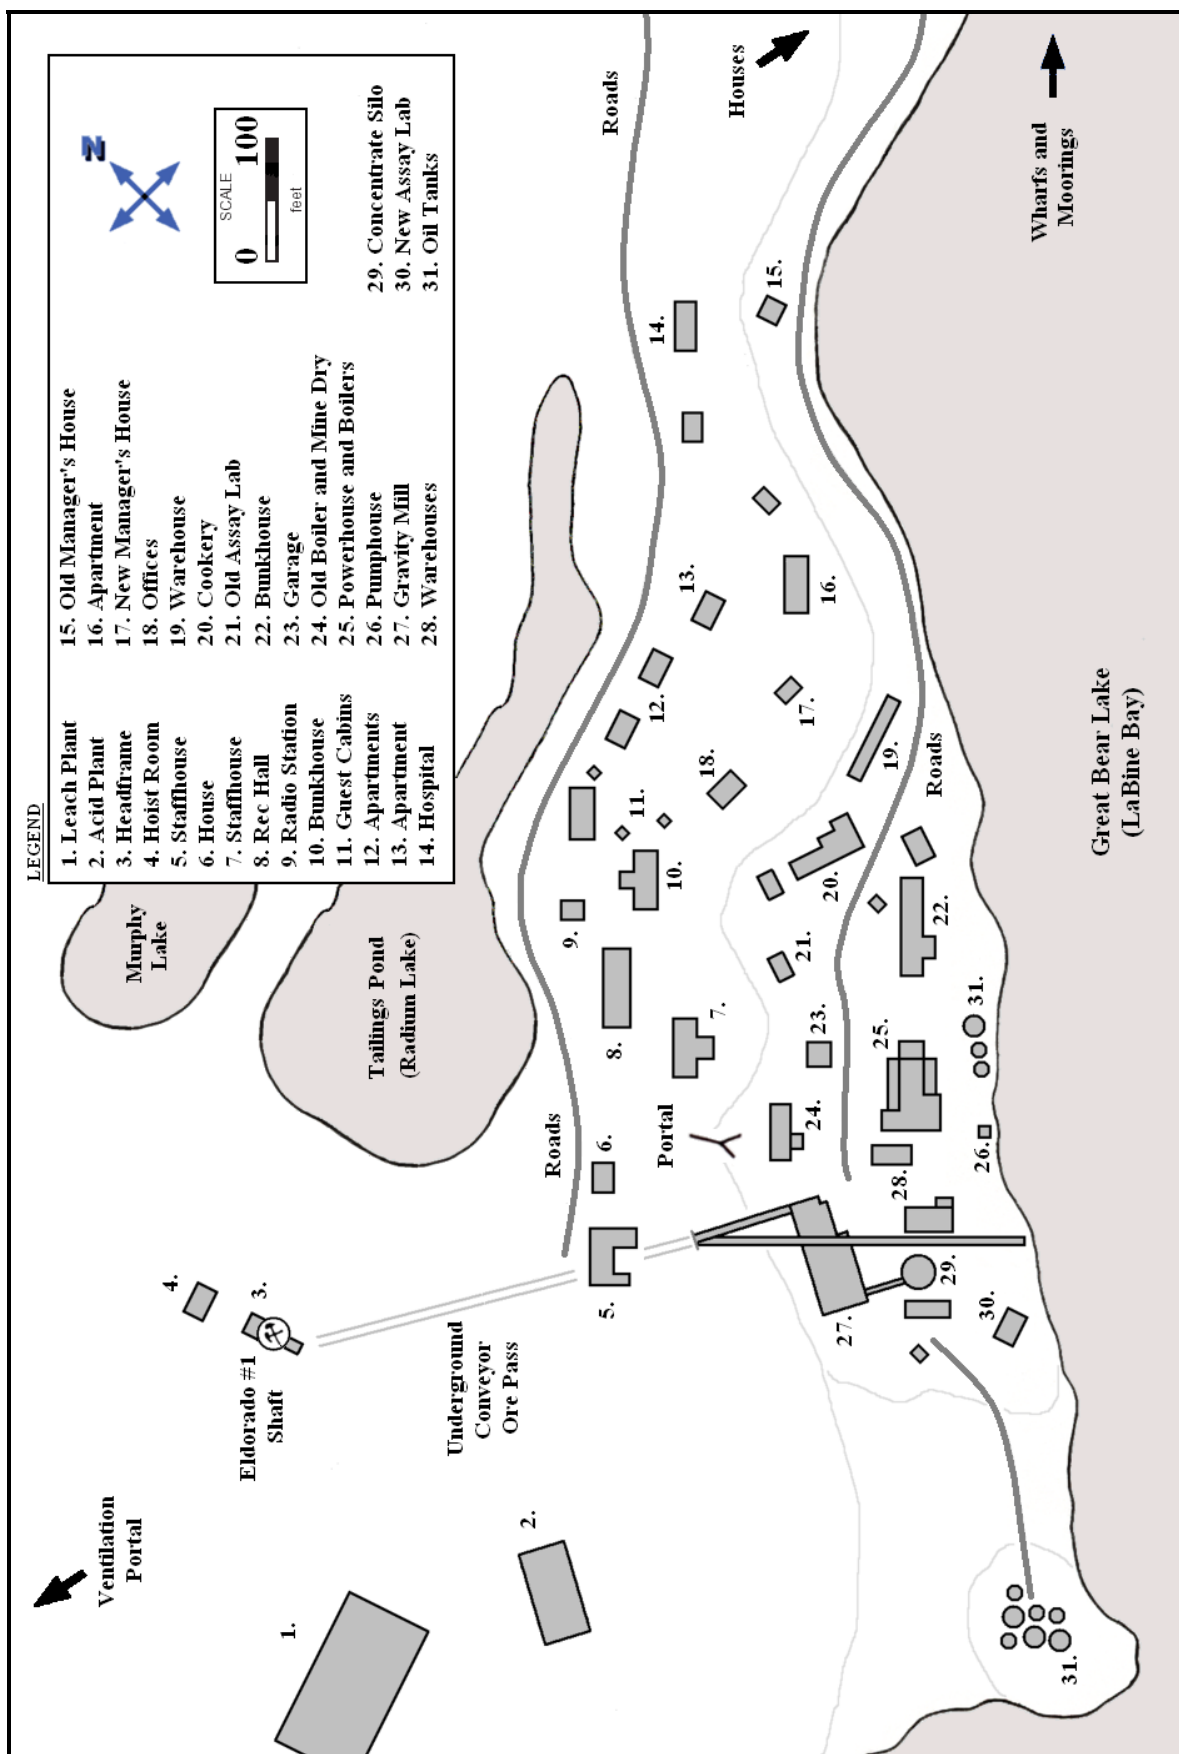 LEGEND
1. Leach Plant
2. Acid Plant
3. Headframe
4. Hoist Room
5. Staffhouse
6. House
7. Staffhouse
8. Rec Hall
9. Radio Station
10. Bunkhouse
11. Guest Cabins
12. Apartments
13. Apartment
14. Hospital
15. Old Manager's House
16. Apartment
17. New Manager's House
18. Offices
19. Warehouse
20. Cookery
21. Old Assay Lab
22. Bunkhouse
23. Garage
24. Old Boiler and Mine Dry
25. Powerhouse and Boilers
26. Pumphouse
27. Gravity Mill
28. Warehouses
29. Concentrate Silo
30. New Assay Lab
31. Oil Tanks
N
SCALE
0 100
feet
Ventilation
Portal
Murphy
Lake
Tailings Pond
(Radium Lake)
Roads
Houses
Wharfs and
Moorings
1.
2.
4.
3.
Eldorado #1
Shaft
Underground
Conveyor
Ore Pass
Roads
5.
6.
Portal
7.
8.
9.
10.
11.
12.
13.
14.
15.
16.
17.
18.
19.
20.
21.
22.
23.
24.
25.
26.
27.
28.
29.
30.
31.
31.
Roads
Great Bear Lake
(LaBine Bay)